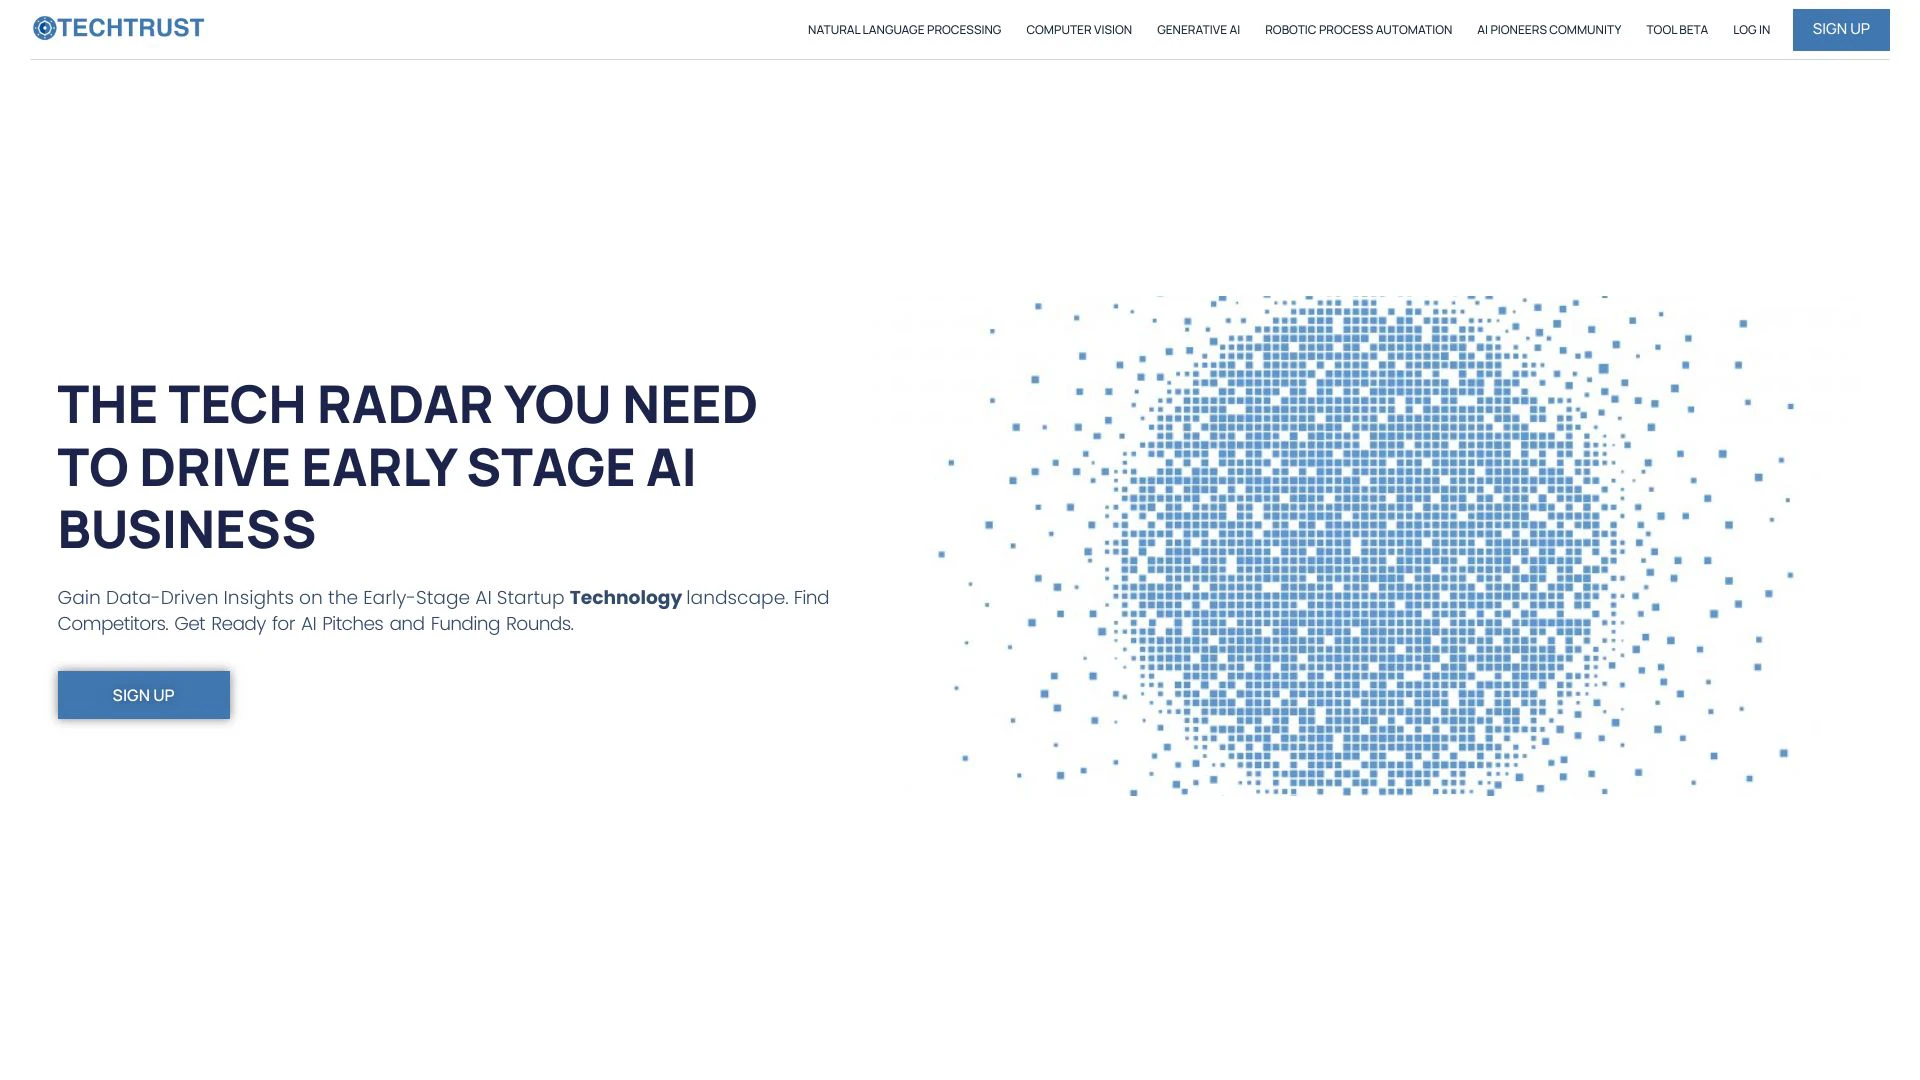 TECHTRUST
NATURAL LANGUAGE PROCESSING
COMPUTER VISION
GENERATIVE AI
ROBOTIC PROCESS AUTOMATION
AI PIONEERS COMMUNITY
TOOL BETA
LOG IN
SIGN UP
THE TECH RADAR YOU NEED
TO DRIVE EARLY STAGE AI
BUSINESS
Gain Data-Driven Insights on the Early-Stage AI Startup Technology landscape. Find
Competitors. Get Ready for AI Pitches and Funding Rounds.
SIGN UP